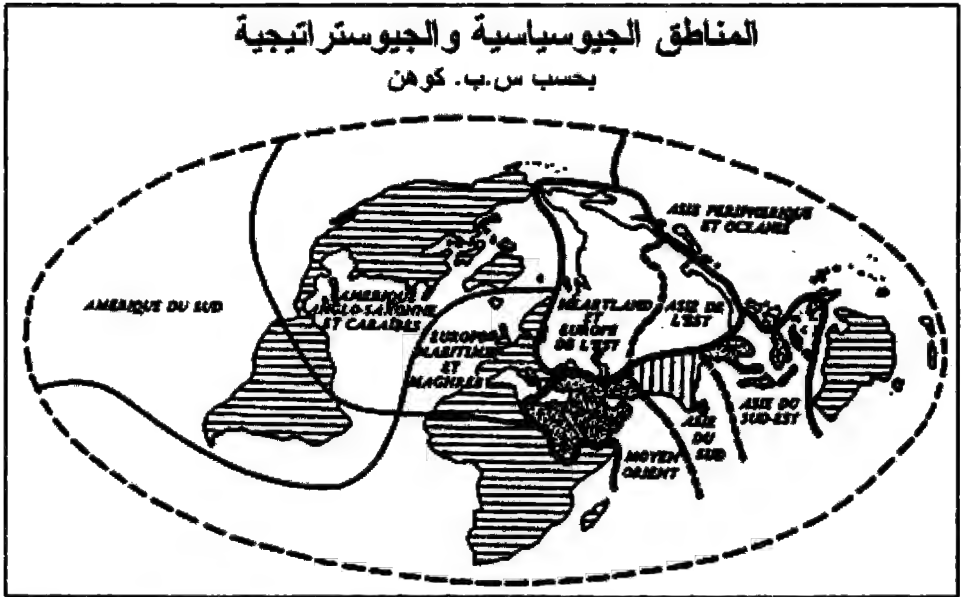 المناطق الجيوسياسية والجيوستراتيجية
بحسب س.ب. كوهن
ASIE PERIPHERIQUE
ET OCEANIE
AMERIQUE DU SUD
AMERIQUE
ANGLO-SAXONNE
ET CARAIBES
EUROPE
MARITIME
ET
MAGHREB
HEARTLAND
ET
EUROPE
DE L'EST
ASIE DE
L'EST
ASIE DU
SUD-EST
ASIE
DU
SUD
MOYEN
ORIENT